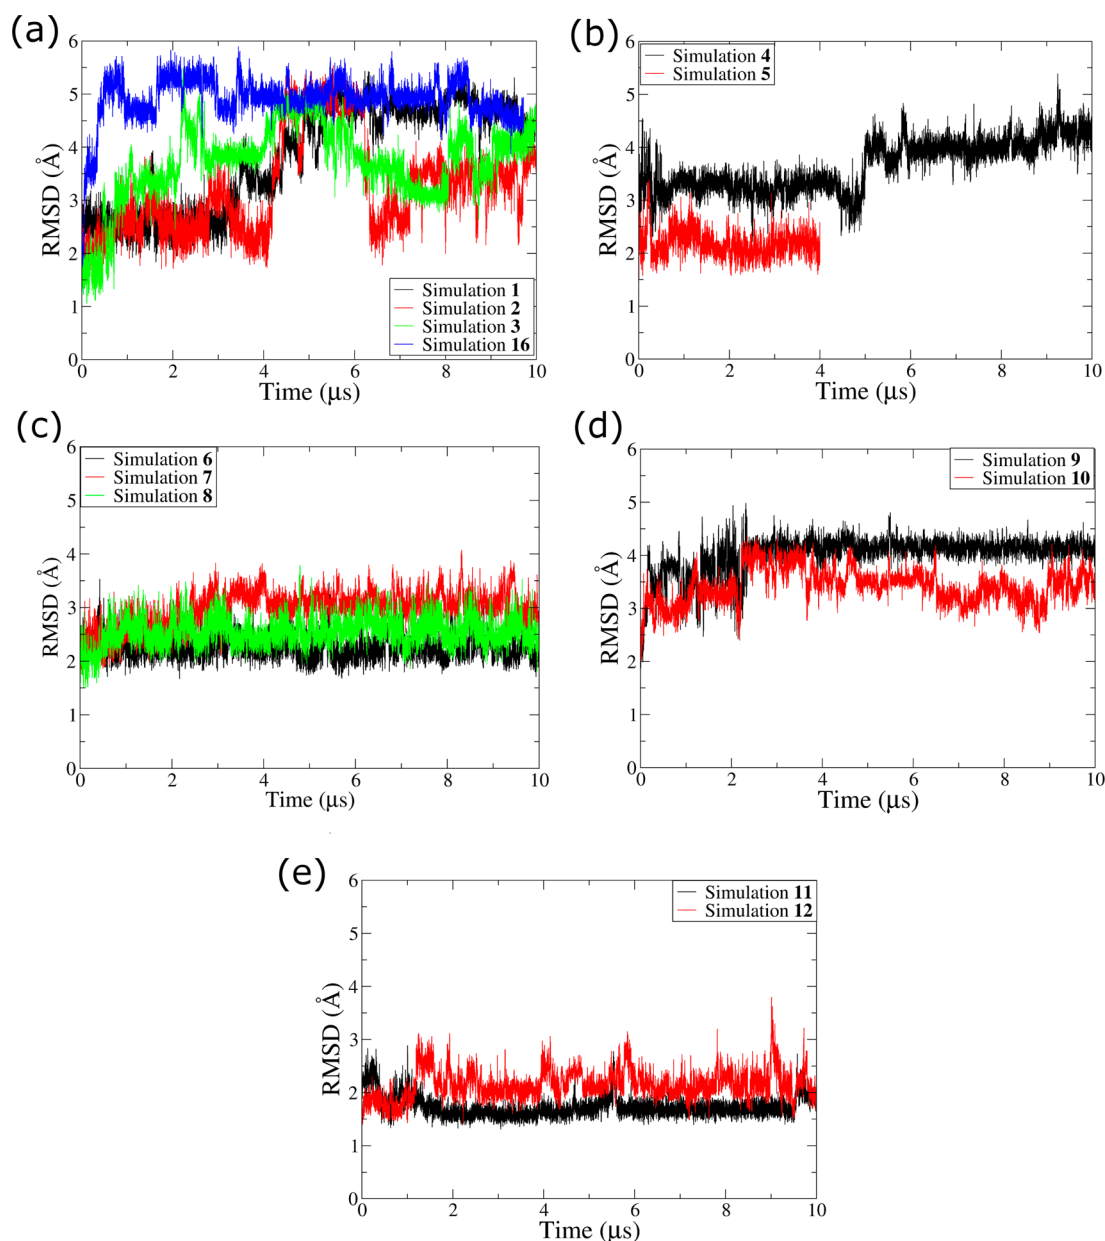 (a)
6
5
4
3
2
1
0
RMSD (Å)
Simulation 1
Simulation 2
Simulation 3
Simulation 16
0 2 4 6 8 10
Time (μs)
(b)
6
5
4
3
2
1
0
RMSD (Å)
Simulation 4
Simulation 5
0 2 4 6 8 10
Time (μs)
(c)
6
5
4
3
2
1
0
RMSD (Å)
Simulation 6
Simulation 7
Simulation 8
0 2 4 6 8 10
Time (μs)
(d)
6
5
4
3
2
1
0
RMSD (Å)
Simulation 9
Simulation 10
0 2 4 6 8 10
Time (μs)
(e)
6
5
4
3
2
1
0
RMSD (Å)
Simulation 11
Simulation 12
0 2 4 6 8 10
Time (μs)